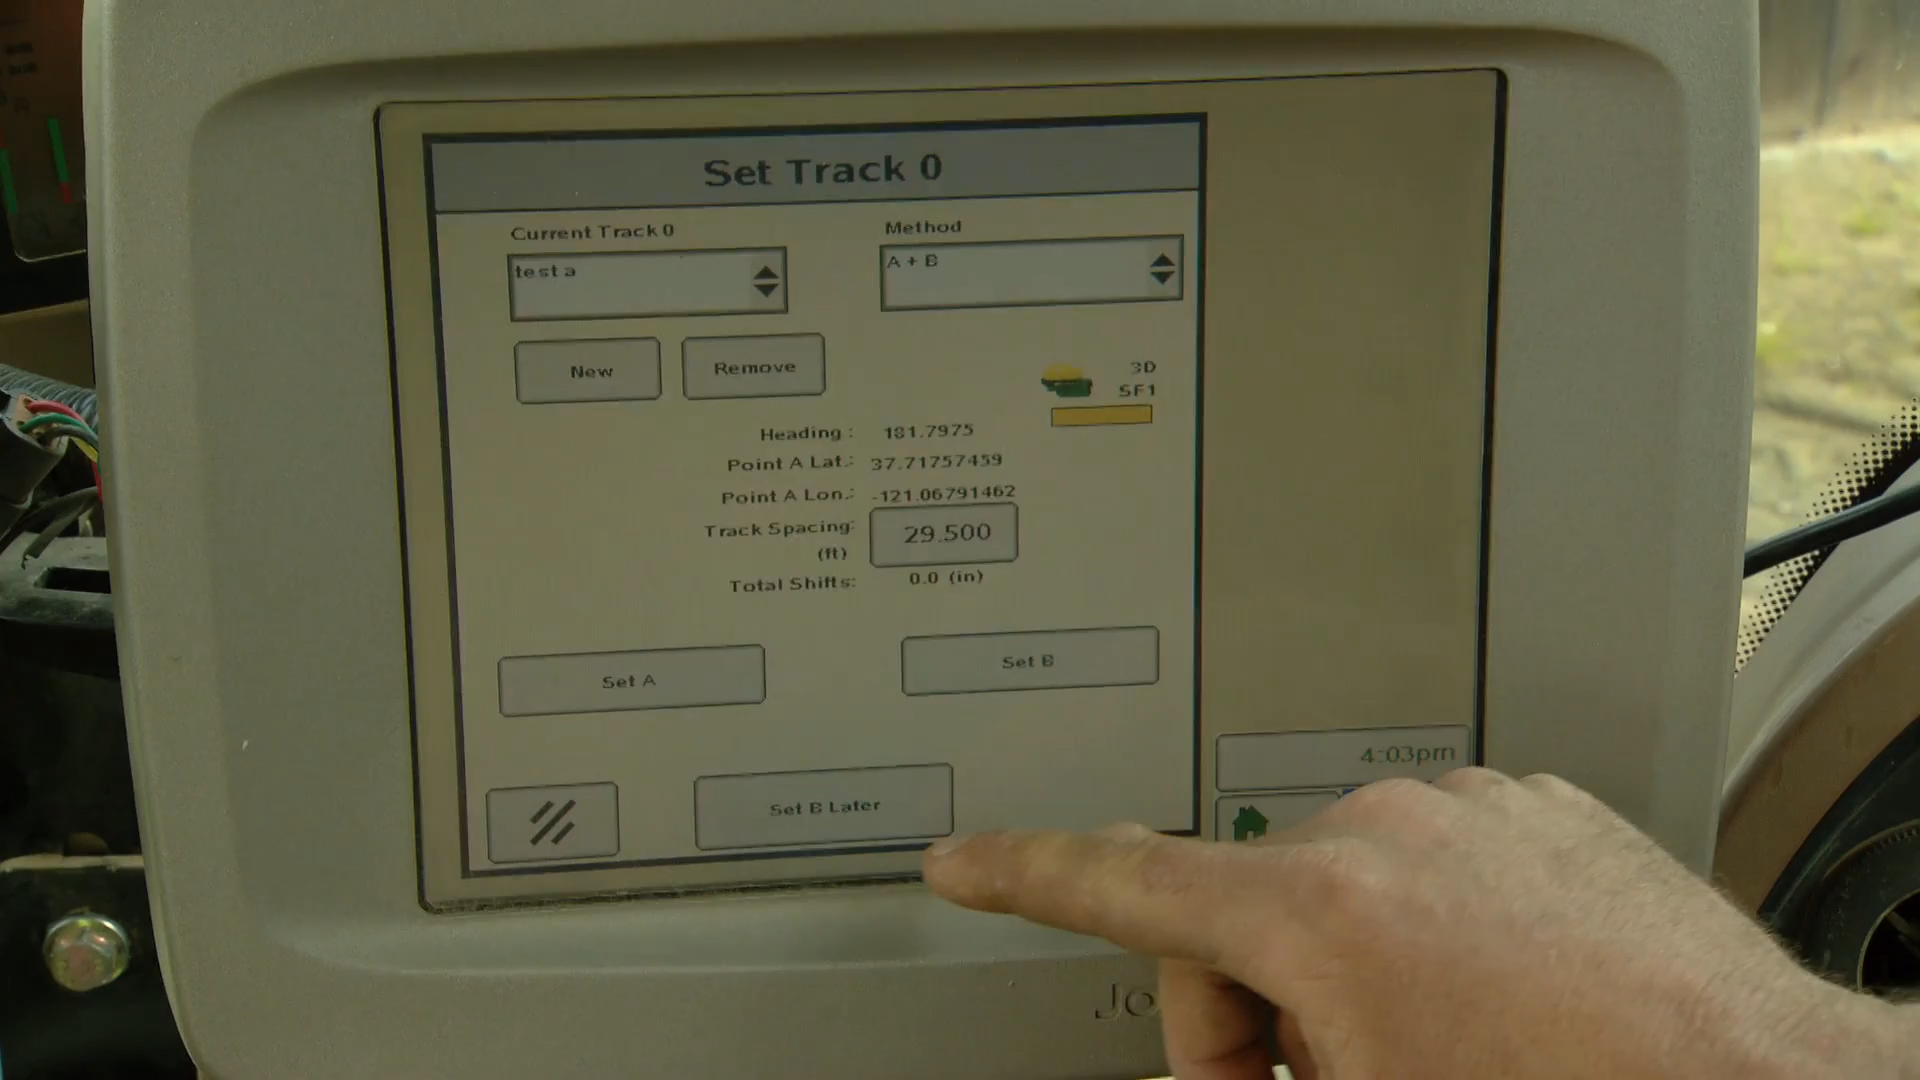 Set Track 0
Current Track 0
Method
test a
A + B
New
Remove
3D
SF1
Heading : 181.7975
Point A Lat.: 37.71757459
Point A Lon.: -121.06791462
Track Spacing: 29.500
(ft)
Total Shifts: 0.0 (in)
Set A
Set B
4:03pm
Set B Later
Jo